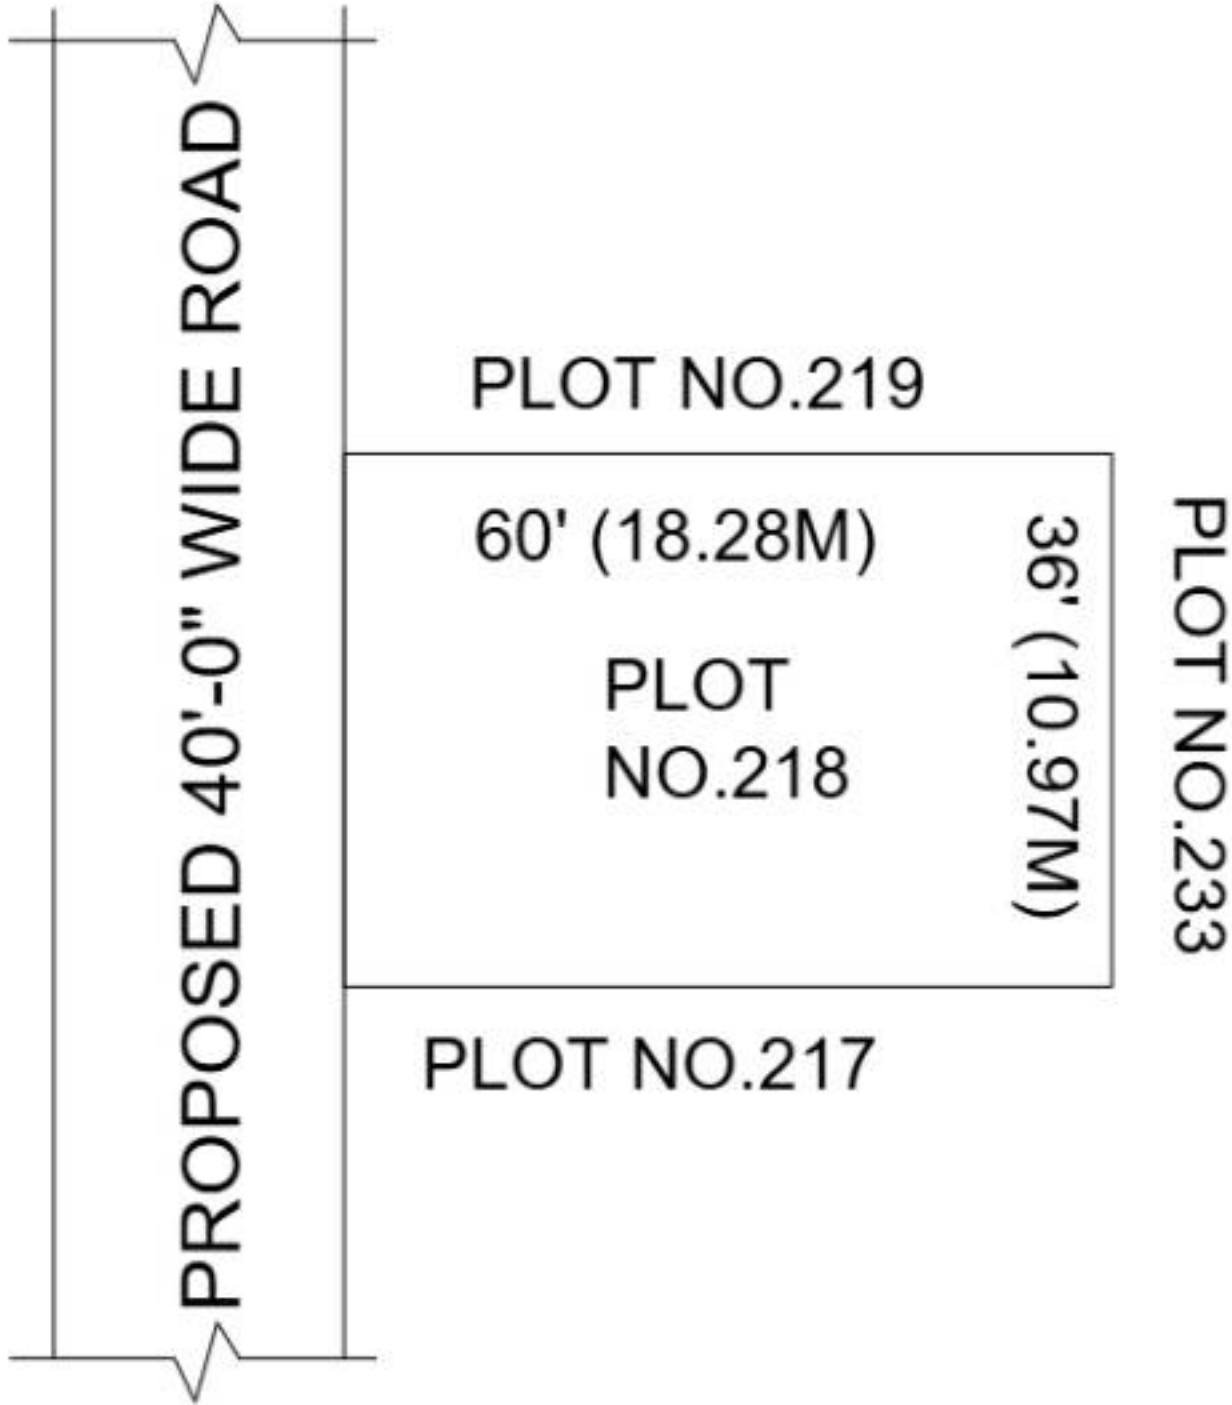 PROPOSED 40'-0" WIDE ROAD
PLOT NO.219
60' (18.28M)
36' (10.97M)
PLOT
NO.218
PLOT NO.233
PLOT NO.217